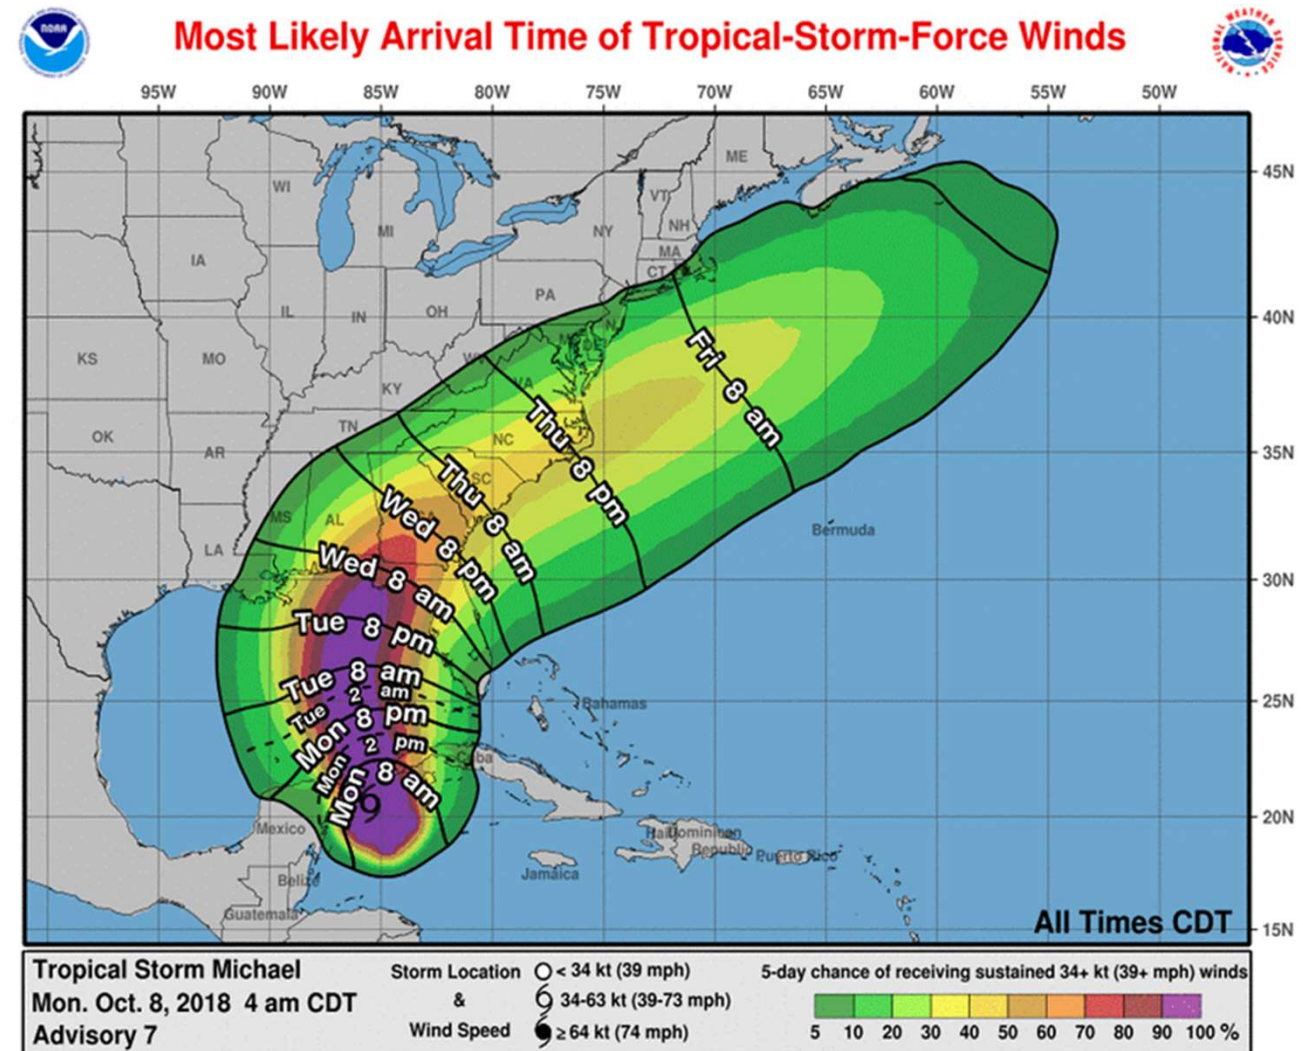 NOAA
Most Likely Arrival Time of Tropical-Storm-Force Winds
NATIONAL WEATHER SERVICE
95W 90W 85W 80W 75W 70W 65W 60W 55W 50W
45N
40N
35N
30N
25N
20N
15N
ME
WI
VT
NH
MI
NY
MA
IA
CT
PA
IL
IN
OH
KS
MO
KY
VA
OK
TN
NC
AR
SC
MS
AL
LA
Fri 8 am
Thu 8 pm
Thu 8 am
Wed 8 pm
Wed 8 am
Tue 8 pm
Tue 8 am
Tue 2 am
Mon 8 pm
Mon 2 pm
Mon 8 am
Bermuda
Bahamas
Cuba
Mexico
Haiti
Dominican
Republic
Puerto Rico
Jamaica
Belize
Guatemala
All Times CDT
Tropical Storm Michael
Mon. Oct. 8, 2018 4 am CDT
Advisory 7
Storm Location
&
Wind Speed
< 34 kt (39 mph)
34-63 kt (39-73 mph)
≥ 64 kt (74 mph)
5-day chance of receiving sustained 34+ kt (39+ mph) winds
5 10 20 30 40 50 60 70 80 90 100 %